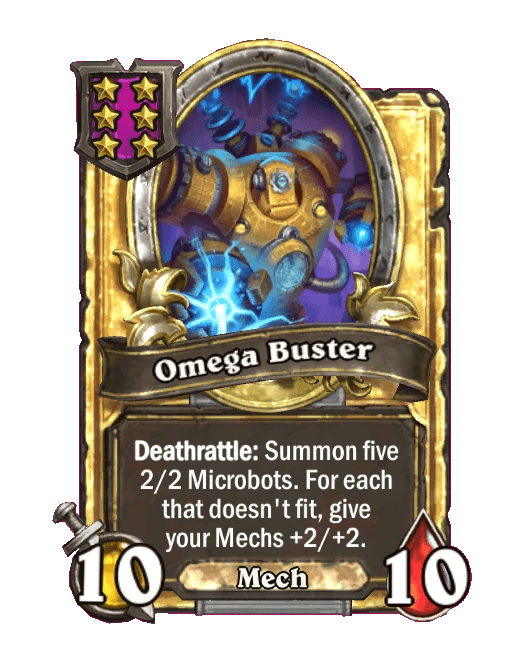 Omega Buster
Deathrattle: Summon five
2/2 Microbots. For each
that doesn't fit, give
your Mechs +2/+2.
10
Mech
10